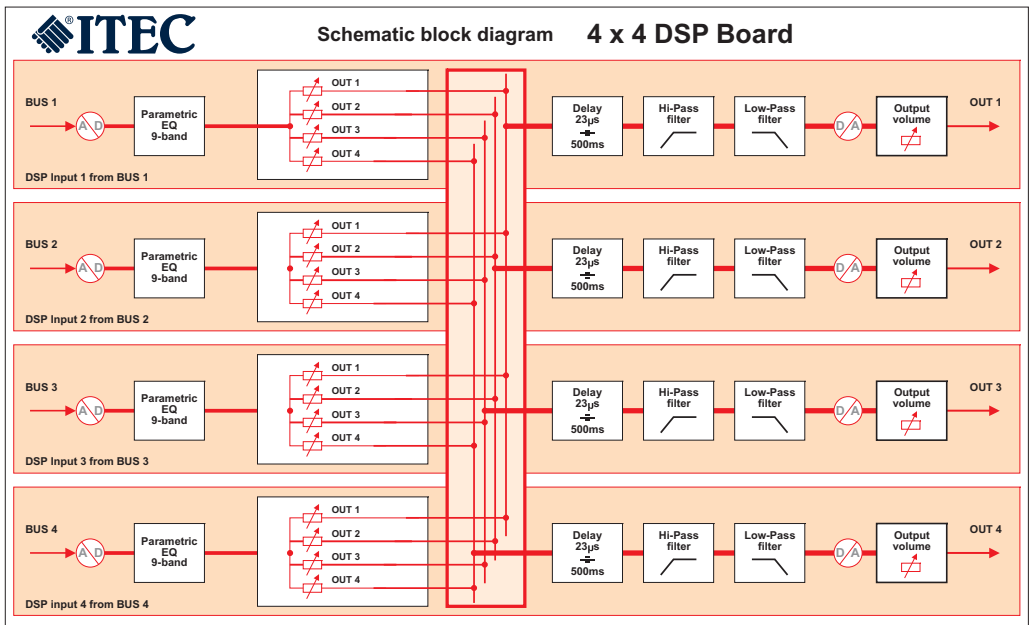 ®ITEC
Schematic block diagram 4 x 4 DSP Board
BUS 1
A D
Parametric
EQ
9-band
OUT 1
OUT 2
OUT 3
OUT 4
Delay
23µs
500ms
Hi-Pass
filter
Low-Pass
filter
D A
Output
volume
OUT 1
DSP Input 1 from BUS 1
BUS 2
A D
Parametric
EQ
9-band
OUT 1
OUT 2
OUT 3
OUT 4
Delay
23µs
500ms
Hi-Pass
filter
Low-Pass
filter
D A
Output
volume
OUT 2
DSP Input 2 from BUS 2
BUS 3
A D
Parametric
EQ
9-band
OUT 1
OUT 2
OUT 3
OUT 4
Delay
23µs
500ms
Hi-Pass
filter
Low-Pass
filter
D A
Output
volume
OUT 3
DSP Input 3 from BUS 3
BUS 4
A D
Parametric
EQ
9-band
OUT 1
OUT 2
OUT 3
OUT 4
Delay
23µs
500ms
Hi-Pass
filter
Low-Pass
filter
D A
Output
volume
OUT 4
DSP input 4 from BUS 4